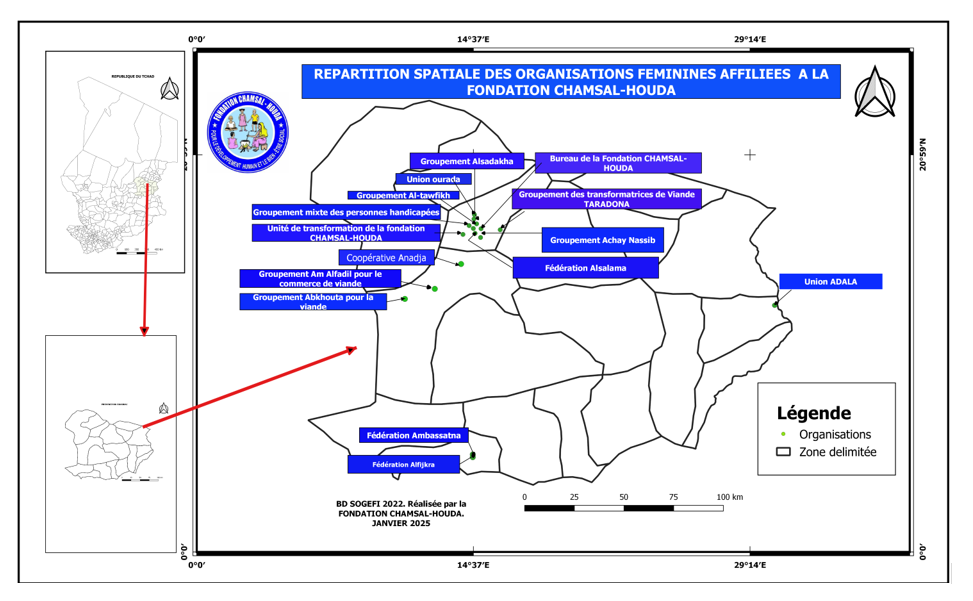 0°0′
14°37′E
29°14′E
REPUBLIQUE DU TCHAD
REPARTITION SPATIALE DES ORGANISATIONS FEMININES AFFILIEES A LA
FONDATION CHAMSAL-HOUDA
FONDATION CHAMSAL-HOUDA
POUR LE DEVELOPPEMENT HUMAIN ET LE BIEN-ÊTRE SOCIAL
20°59′N
20°59′N
Groupement Alsadakha
Bureau de la Fondation CHAMSAL-
HOUDA
Union ourada
Groupement Al-tawfikh
Groupement des transformatrices de Viande
TARADONA
Groupement mixte des personnes handicapées
Unité de transformation de la fondation
CHAMSAL-HOUDA
Groupement Achay Nassib
Coopérative Anadja
Fédération Alsalama
Groupement Am Alfadil pour le
commerce de viande
Union ADALA
Groupement Abkhouta pour la
viande
Légende
Organisations
Zone delimitée
Fédération Ambassatna
Fédération Alfijkra
0 25 50 75 100 km
BD SOGEFI 2022. Réalisée par la
FONDATION CHAMSAL-HOUDA.
JANVIER 2025
0°0′
0°0′
0°0′
14°37′E
29°14′E